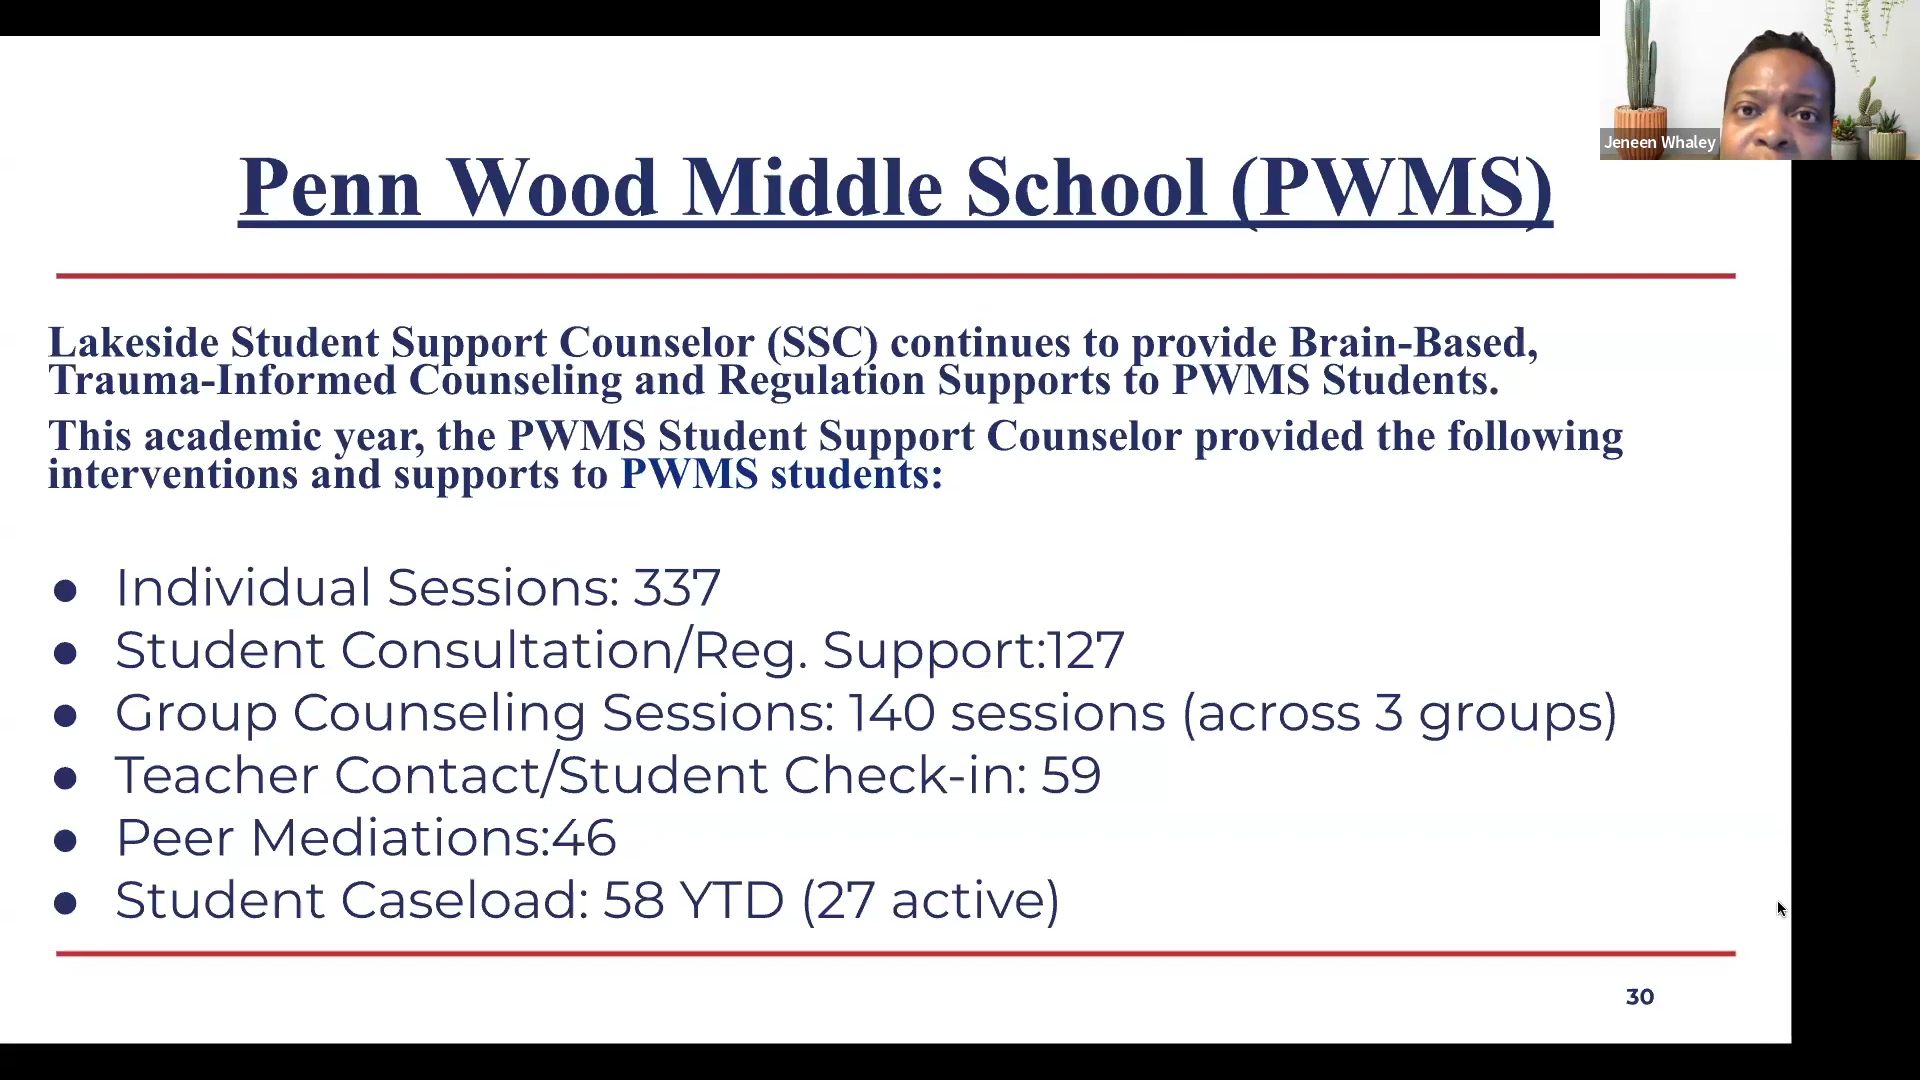 Jeneen Whaley
Penn Wood Middle School (PWMS)
Lakeside Student Support Counselor (SSC) continues to provide Brain-Based,
Trauma-Informed Counseling and Regulation Supports to PWMS Students.
This academic year, the PWMS Student Support Counselor provided the following
interventions and supports to PWMS students:
● Individual Sessions: 337
● Student Consultation/Reg. Support:127
● Group Counseling Sessions: 140 sessions (across 3 groups)
● Teacher Contact/Student Check-in: 59
● Peer Mediations:46
● Student Caseload: 58 YTD (27 active)
30